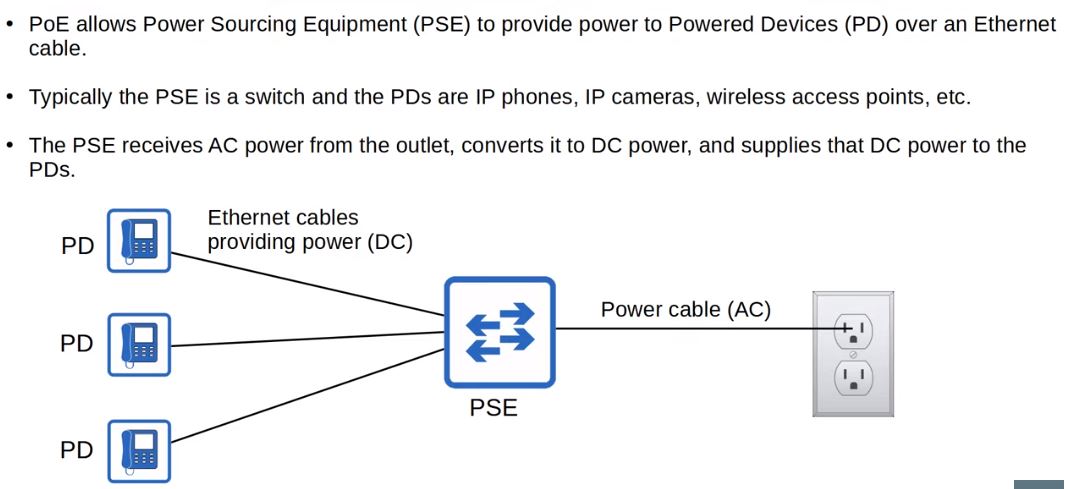 • PoE allows Power Sourcing Equipment (PSE) to provide power to Powered Devices (PD) over an Ethernet
cable.
• Typically the PSE is a switch and the PDs are IP phones, IP cameras, wireless access points, etc.
• The PSE receives AC power from the outlet, converts it to DC power, and supplies that DC power to the
PDs.
Ethernet cables
providing power (DC)
PD
Power cable (AC)
PD
PSE
PD